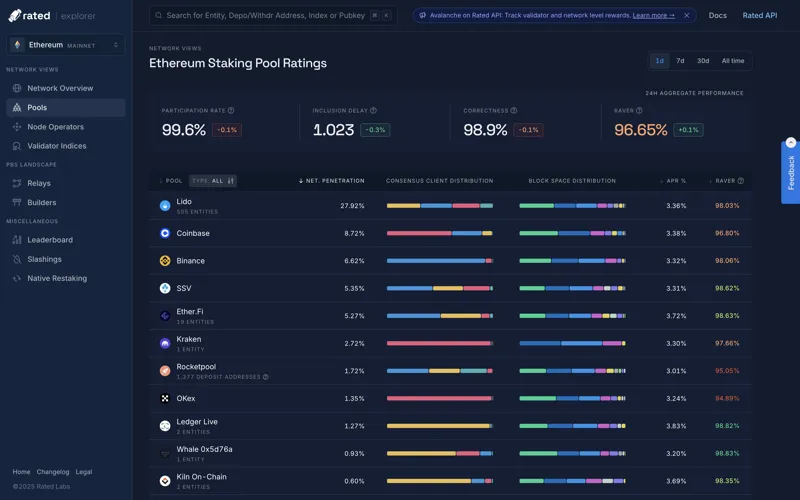 rated explorer
Search for Entity, Depo/Withdr Address, Index or Pubkey ⌘ K
Avalanche on Rated API: Track validator and network level rewards. Learn more → ✕
Docs
Rated API
Ethereum MAINNET
NETWORK VIEWS
Network Overview
Pools
Node Operators
Validator Indices
PBS LANDSCAPE
Relays
Builders
MISCELLANEOUS
Leaderboard
Slashings
Native Restaking
Home Changelog Legal
©2025 Rated Labs
NETWORK VIEWS
Ethereum Staking Pool Ratings
1d 7d 30d All time
24H AGGREGATE PERFORMANCE
PARTICIPATION RATE
99.6% -0.1%
INCLUSION DELAY
1.023 -0.3%
CORRECTNESS
98.9% -0.1%
RAVER
96.65% +0.1%
POOL TYPE: ALL ↓ NET. PENETRATION CONSENSUS CLIENT DISTRIBUTION BLOCK SPACE DISTRIBUTION APR % RAVER
Lido 27.92% 3.36% 98.03%
ENTITIES
Coinbase 8.72% 3.38% 96.80%
Binance 6.62% 3.32% 98.06%
SSV 5.35% 3.31% 98.62%
Ether.Fi 5.27% 3.72% 98.63%
19 ENTITIES
Kraken 2.72% 3.30% 97.66%
1 ENTITY
Rocketpool 1.72% 3.01% 95.05%
1,377 DEPOSIT ADDRESSES
OKex 1.35% 3.24% 94.89%
Ledger Live 1.27% 3.83% 98.82%
2 ENTITIES
Whale 0x5d76a 0.93% 3.20% 98.83%
1 ENTITY
Kiln On-Chain 0.60% 3.69% 98.35%
2 ENTITIES
Feedback